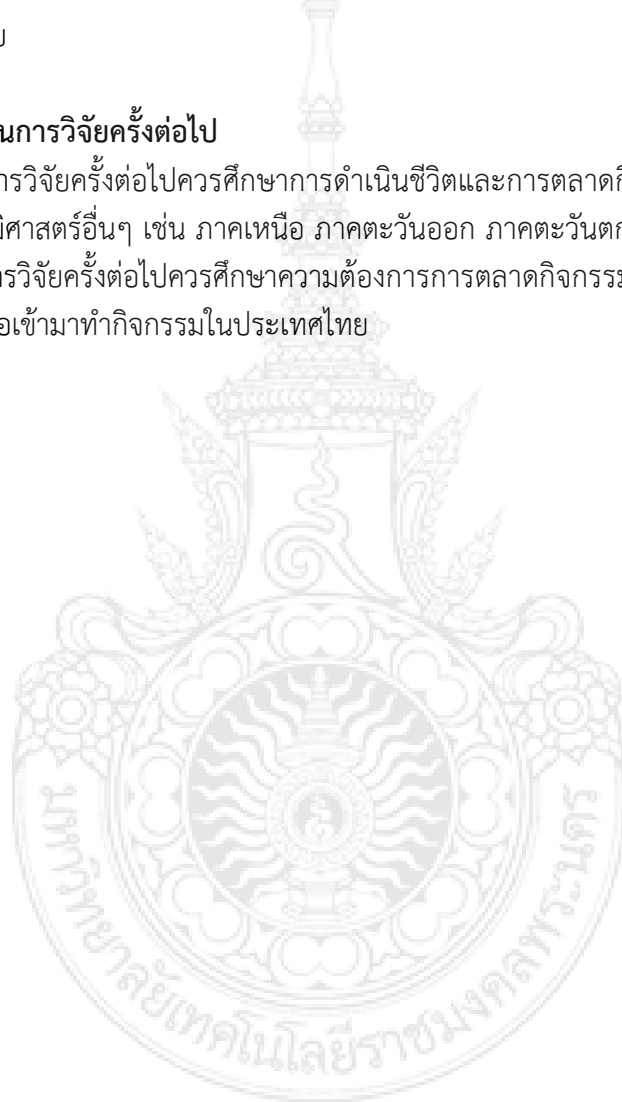 นการวิจัยครั้งต่อไป
ารวิจัยครั้งต่อไปควรศึกษาการดำเนินชีวิตและการตลาดกิ
ศาสตร์อื่นๆ เช่น ภาคเหนือ ภาคตะวันออก ภาคตะวันตก
ารวิจัยครั้งต่อไปควรศึกษาความต้องการการตลาดกิจกรรม
อเข้ามาทำกิจกรรมในประเทศไทย
มหาวิทยาลัยเทคโนโลยีราชมงคลพระนคร